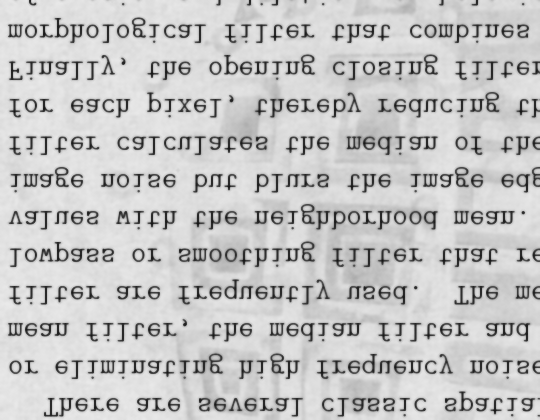 There are several classic spatial
or eliminating high frequency noise
mean filter, the median filter and
filter are frequently used. The me
lowpass or smoothing filter that re
values with the neighborhood mean.
image noise but blurs the image edg
filter calculates the median of the
for each pixel, thereby reducing th
Finally, the opening closing filter
morphological filter that combines